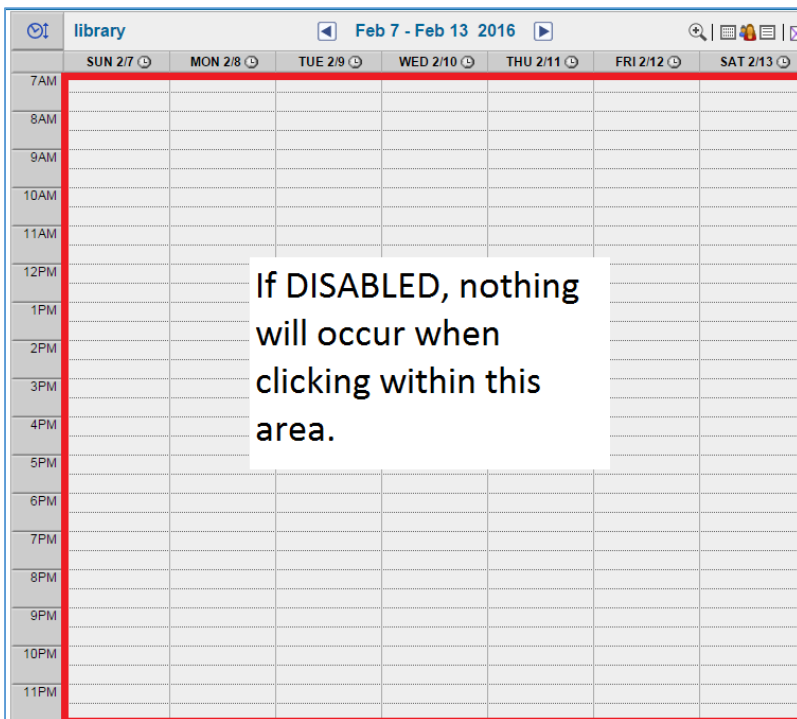 library Feb 7 - Feb 13 2016
SUN 2/7 MON 2/8 TUE 2/9 WED 2/10 THU 2/11 FRI 2/12 SAT 2/13
7AM
8AM
9AM
10AM
11AM
12PM
1PM
2PM
3PM
4PM
5PM
6PM
7PM
8PM
9PM
10PM
11PM
If DISABLED, nothing
will occur when
clicking within this
area.